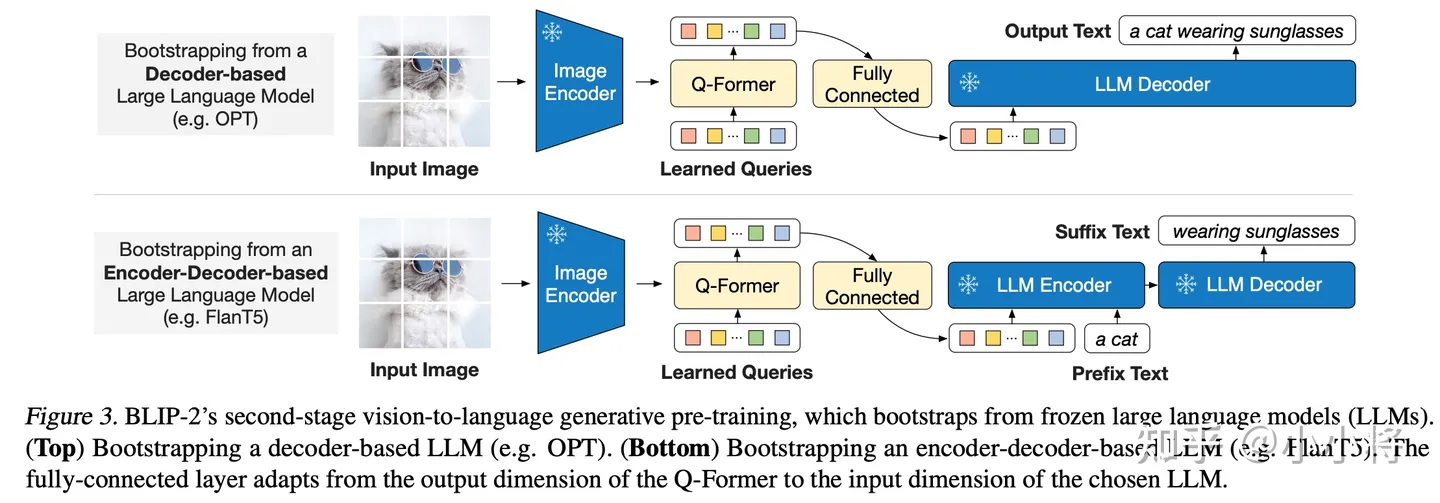 Bootstrapping from a
Decoder-based
Large Language Model
(e.g. OPT)
Input Image
Image
Encoder
...
Q-Former
...
Learned Queries
Fully
Connected
Output Text
a cat wearing sunglasses
LLM Decoder
...
Bootstrapping from an
Encoder-Decoder-based
Large Language Model
(e.g. FlanT5)
Input Image
Image
Encoder
...
Q-Former
...
Learned Queries
Fully
Connected
Suffix Text
wearing sunglasses
LLM Encoder
LLM Decoder
...
a cat
Prefix Text
Figure 3. BLIP-2's second-stage vision-to-language generative pre-training, which bootstraps from frozen large language models (LLMs).
(Top) Bootstrapping a decoder-based LLM (e.g. OPT). (Bottom) Bootstrapping an encoder-decoder-based LLM (e.g. FlanT5). The
fully-connected layer adapts from the output dimension of the Q-Former to the input dimension of the chosen LLM.
知乎 @小小将